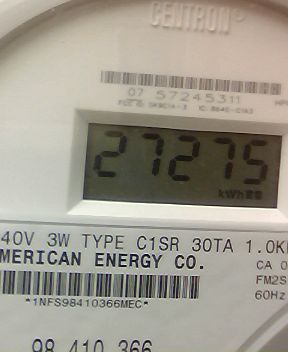 CENTRON®
07 57245311
27275
kWh
40V 3W TYPE C1SR 30TA 1.0K
MERICAN ENERGY CO.
CA 0
FM2S
60Hz
*1NFS98410366MEC*
98 410 366